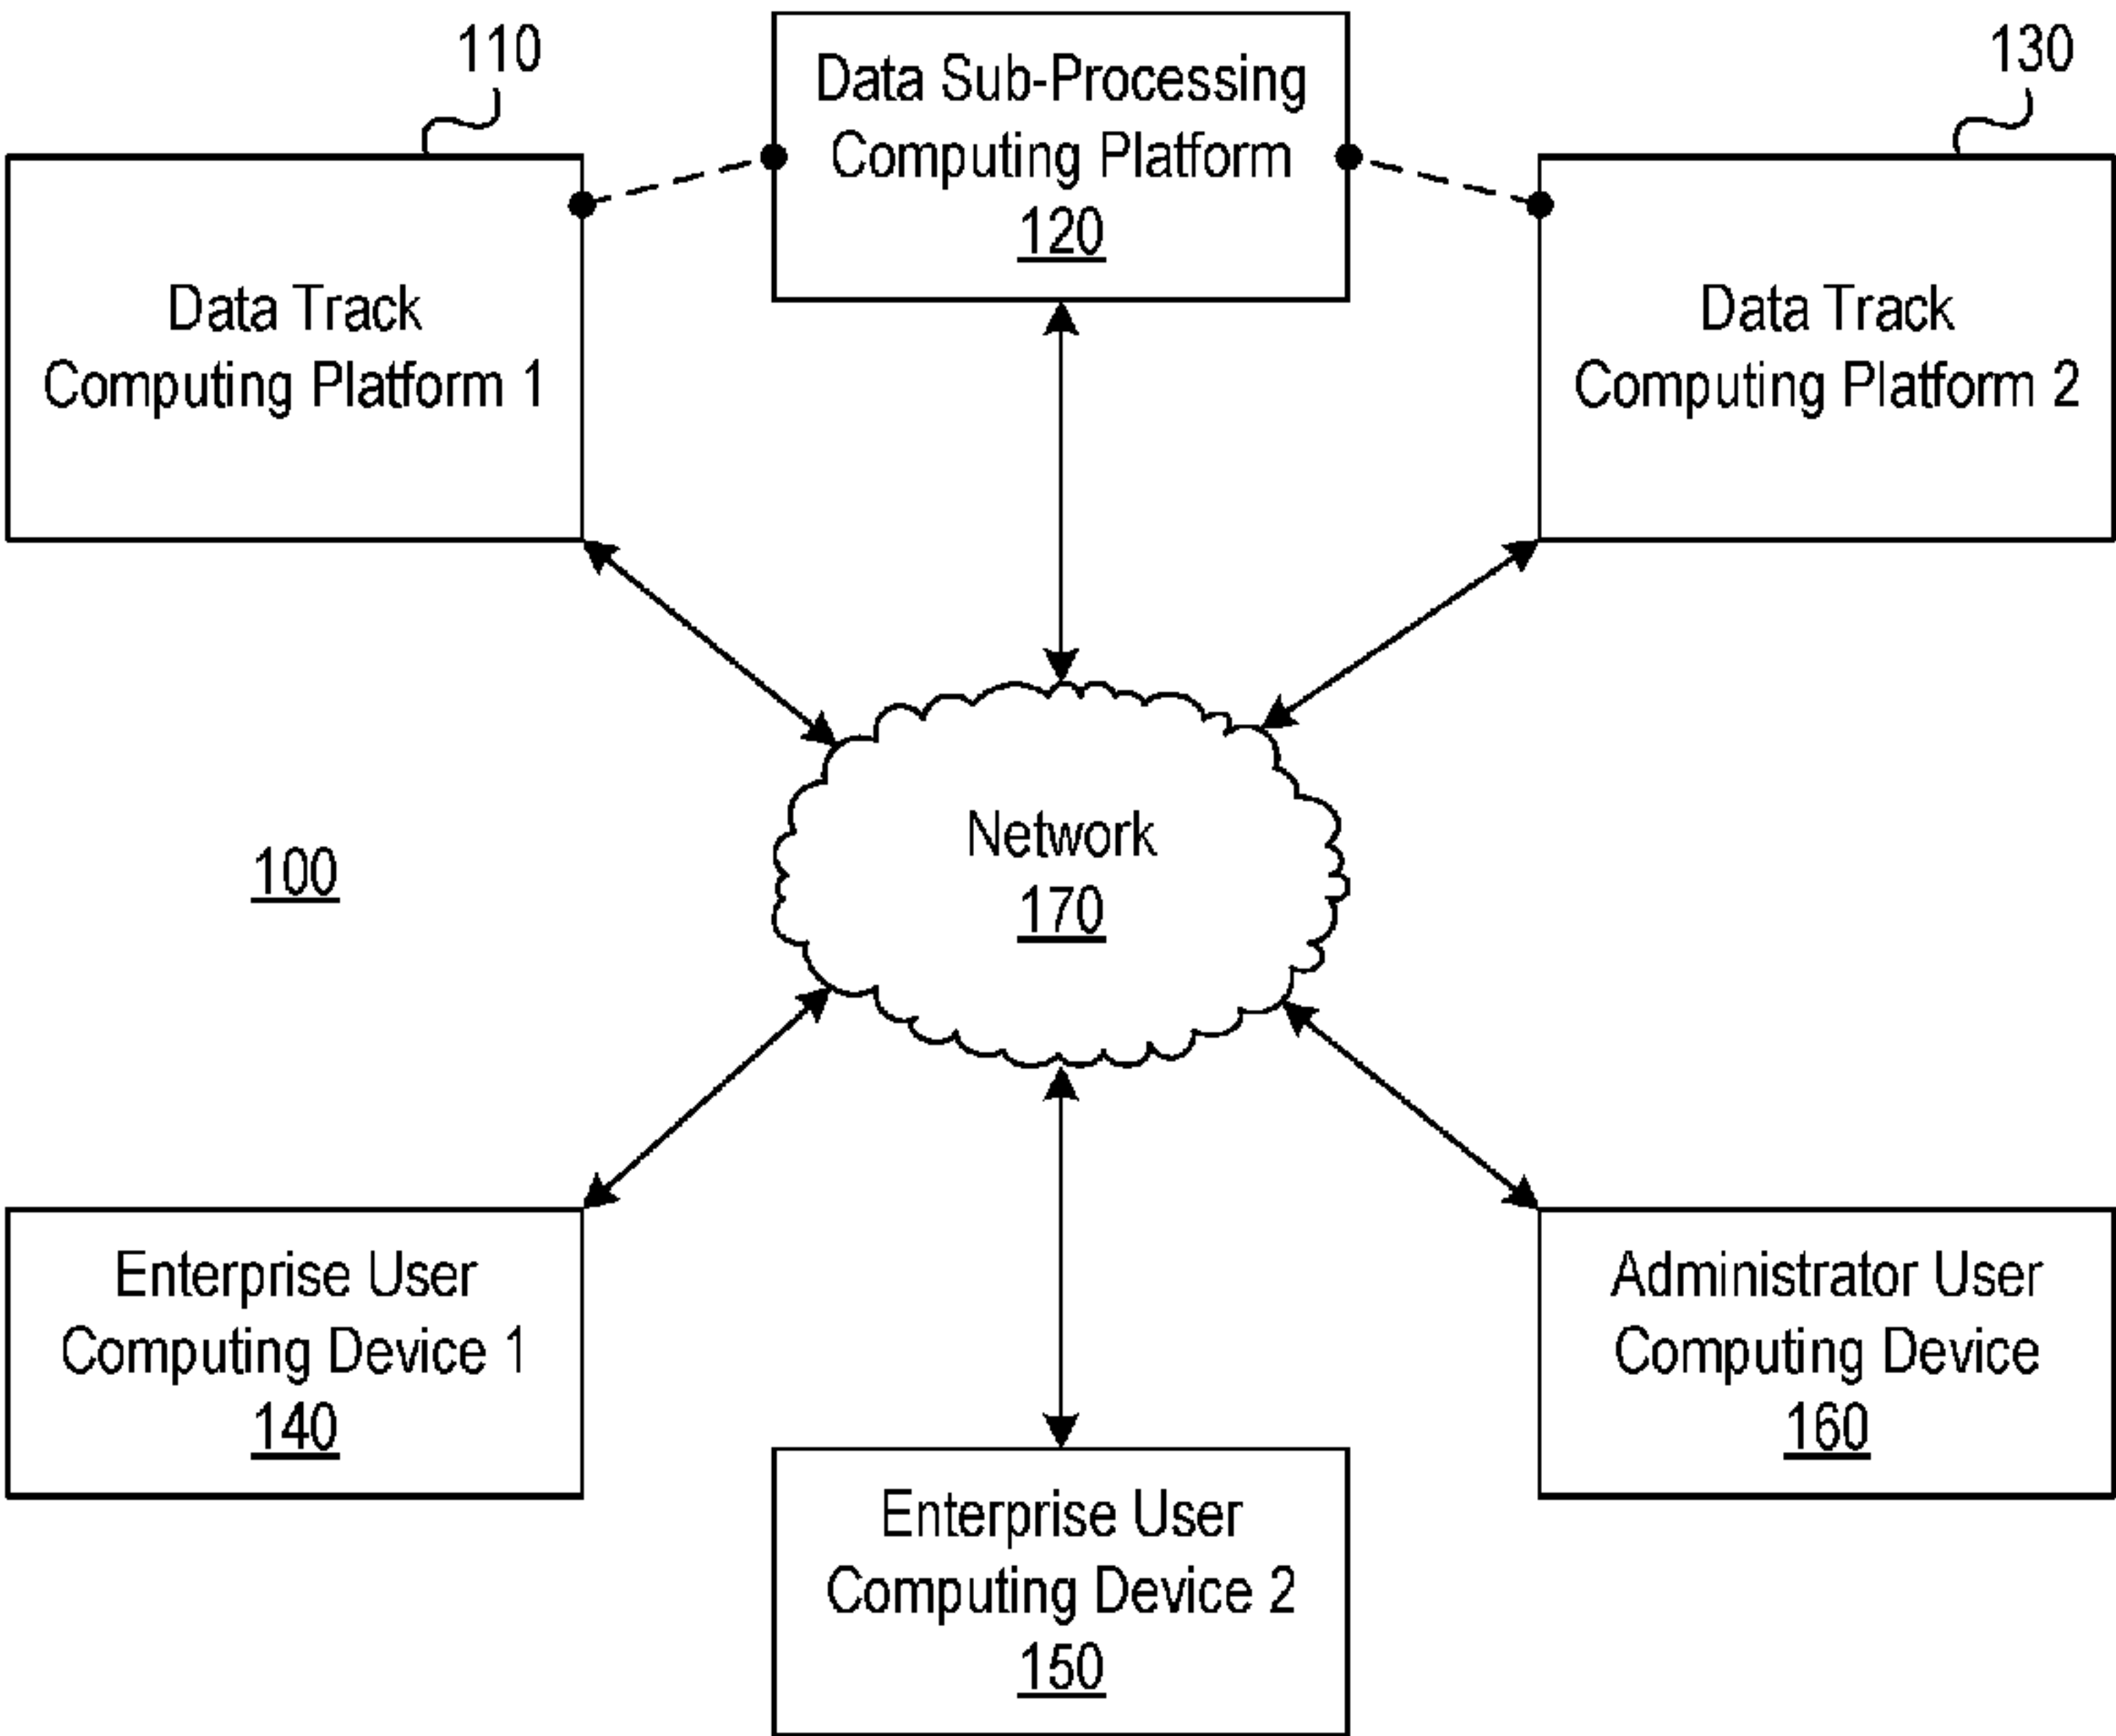 110
Data Sub-Processing
Computing Platform
120
130
Data Track
Computing Platform 1
Data Track
Computing Platform 2
Network
170
100
Enterprise User
Computing Device 1
140
Administrator User
Computing Device
160
Enterprise User
Computing Device 2
150